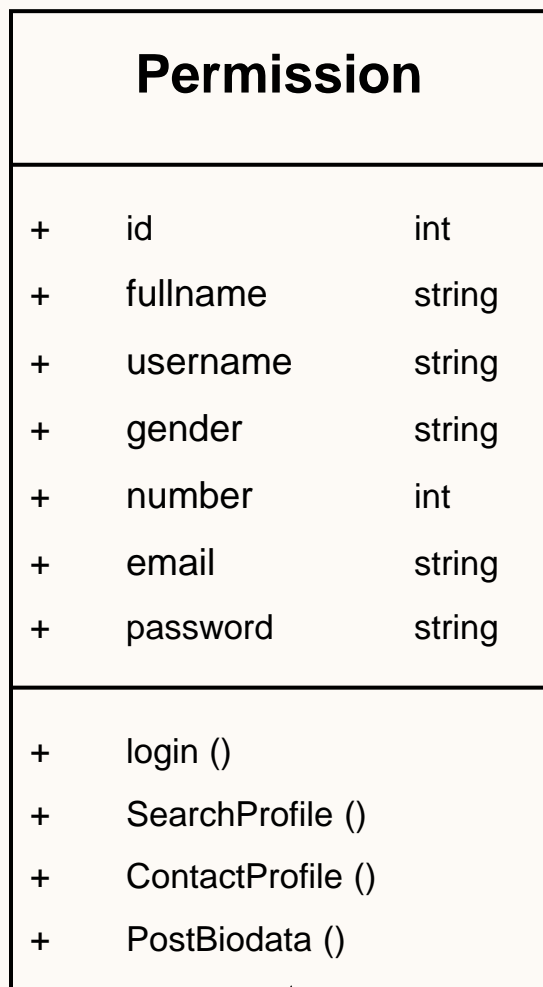 Permission
+ id int
+ fullname string
+ username string
+ gender string
+ number int
+ email string
+ password string
+ login ()
+ SearchProfile ()
+ ContactProfile ()
+ PostBiodata ()